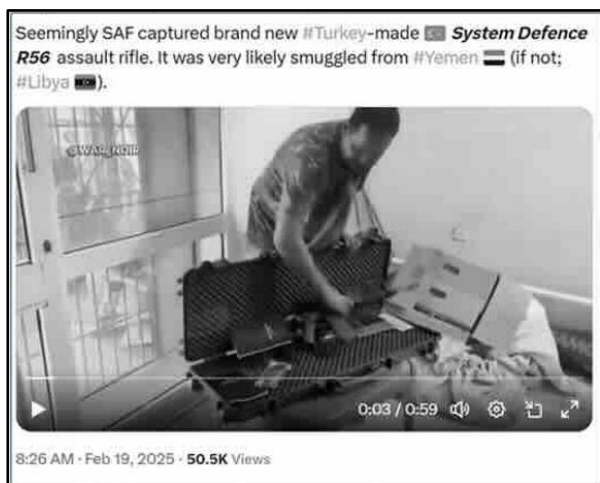 Seemingly SAF captured brand new #Turkey-made System Defence
R56 assault rifle. It was very likely smuggled from #Yemen (if not;
#Libya).
@WAR_NOIR
0:03 / 0:59
8:26 AM · Feb 19, 2025 · 50.5K Views